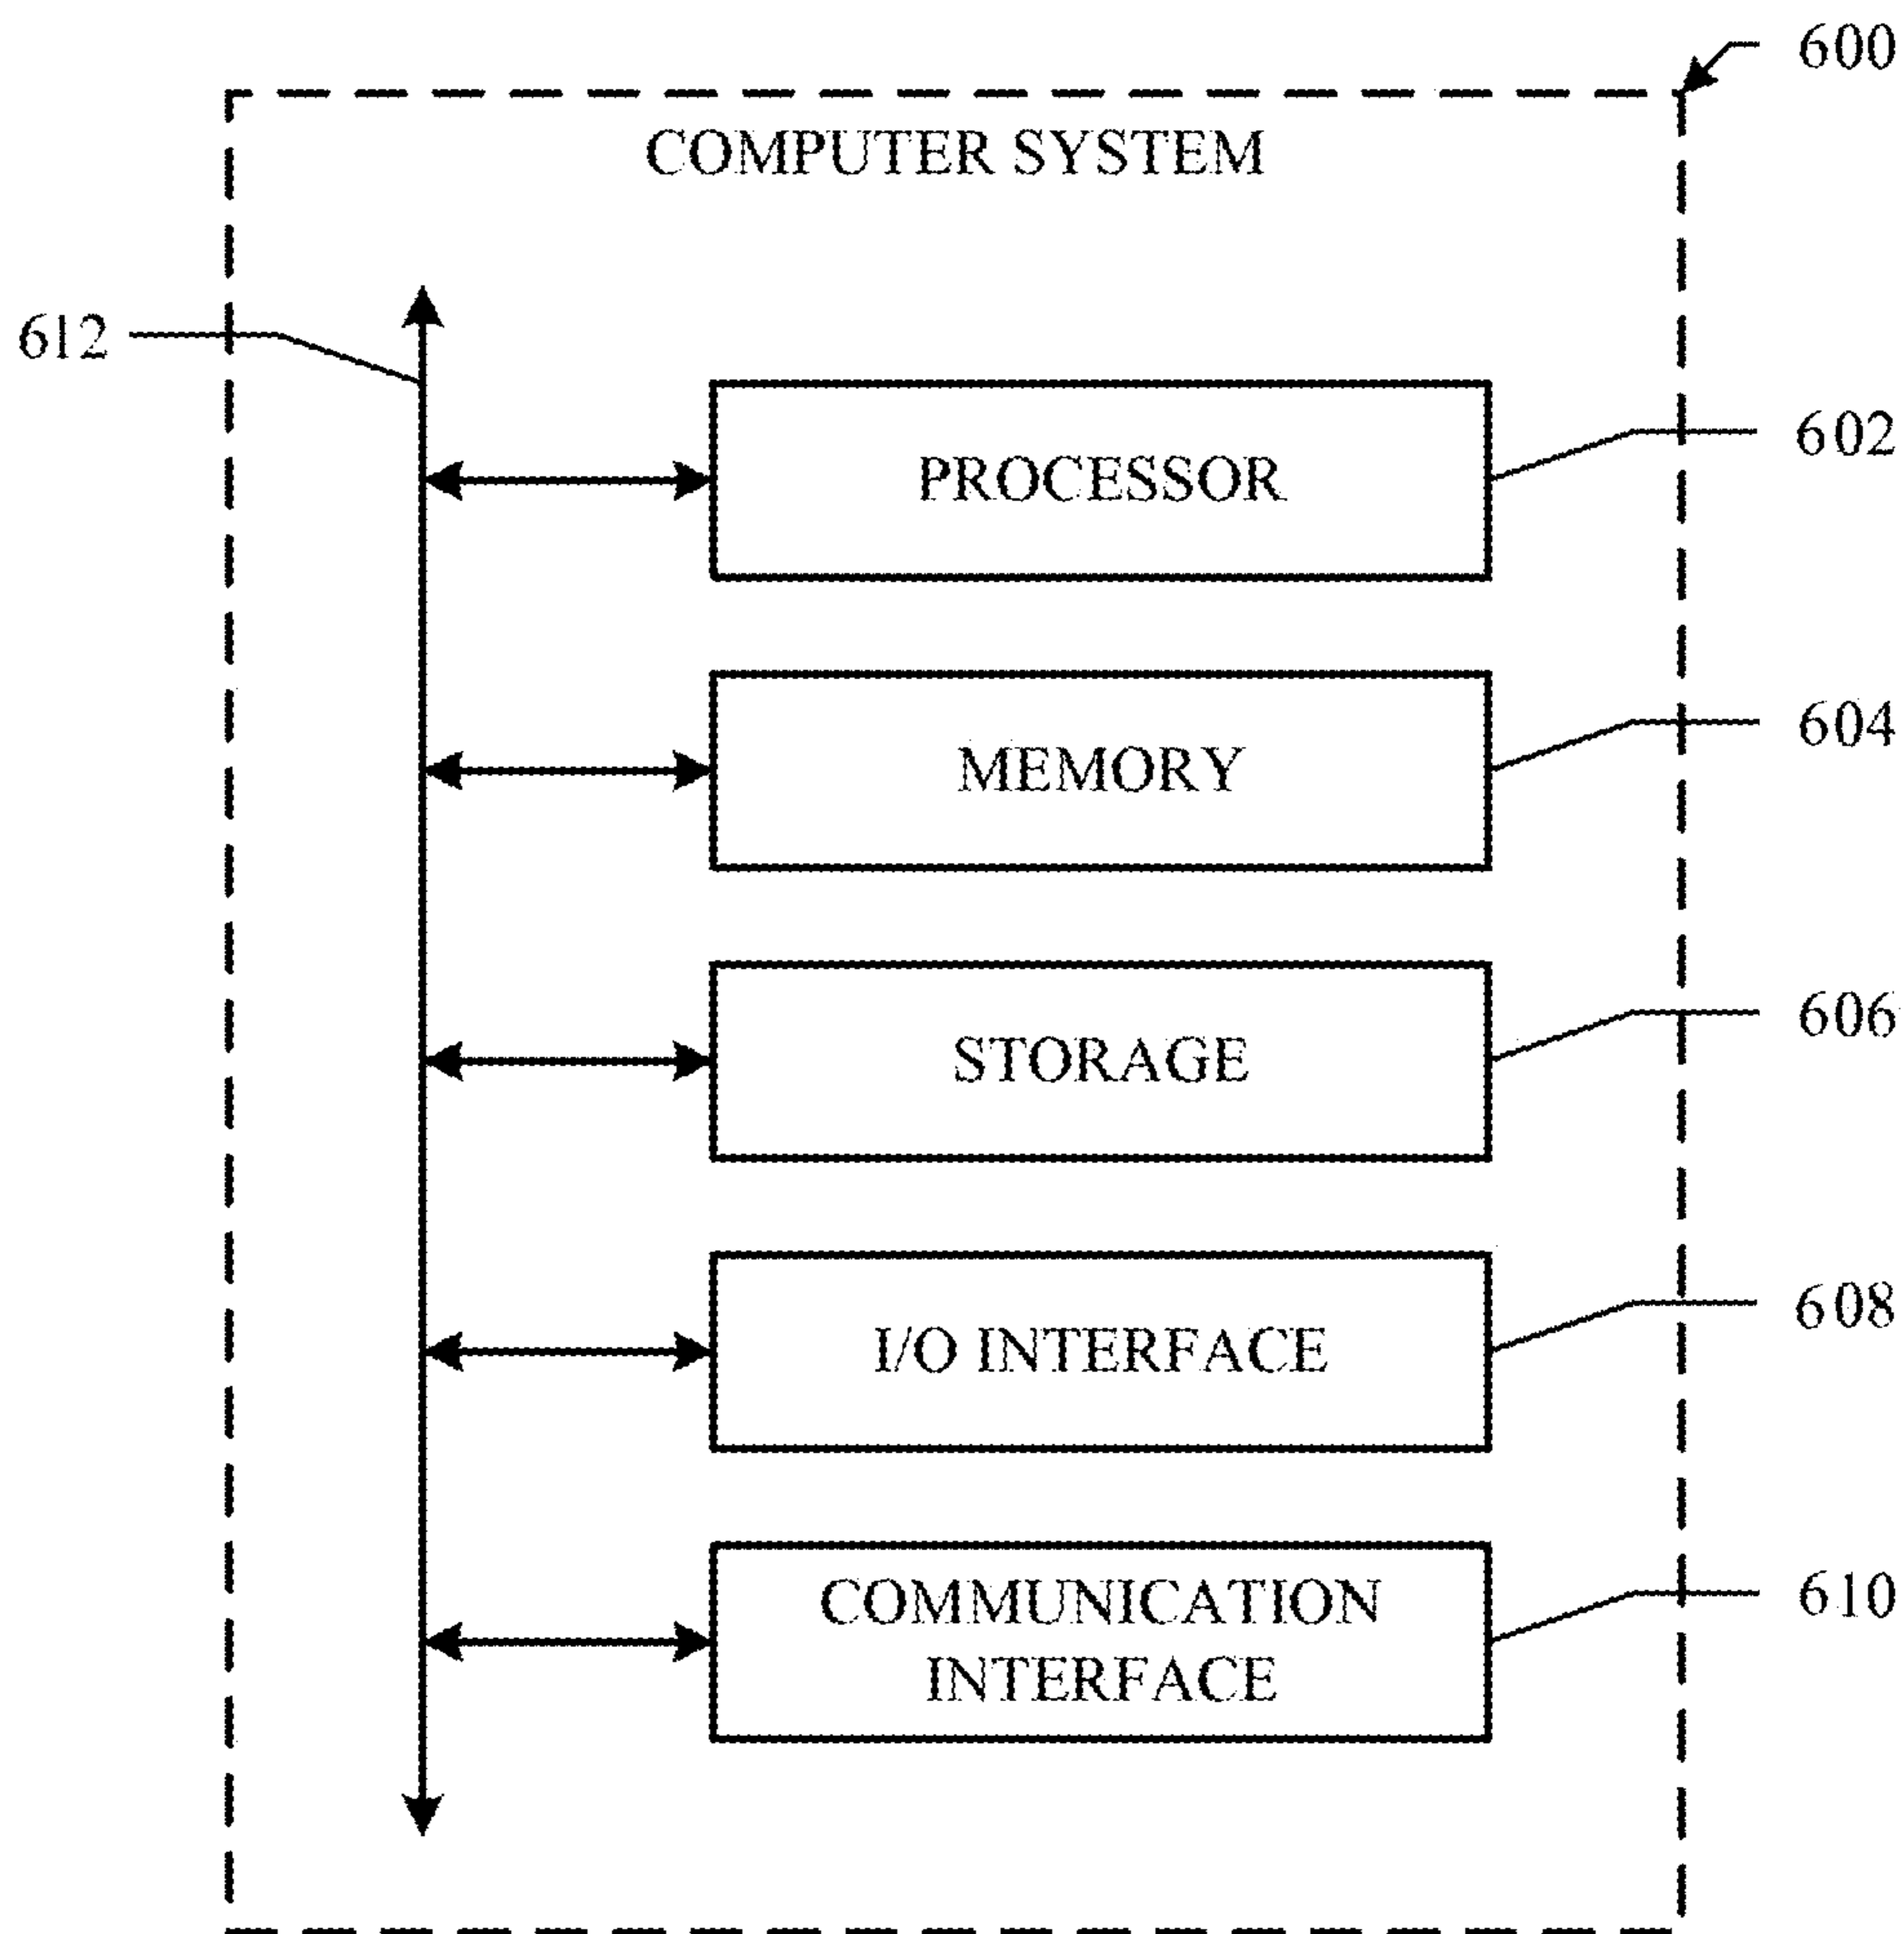 600
COMPUTER SYSTEM
612
PROCESSOR
602
MEMORY
604
STORAGE
606
I/O INTERFACE
608
COMMUNICATION
INTERFACE
610